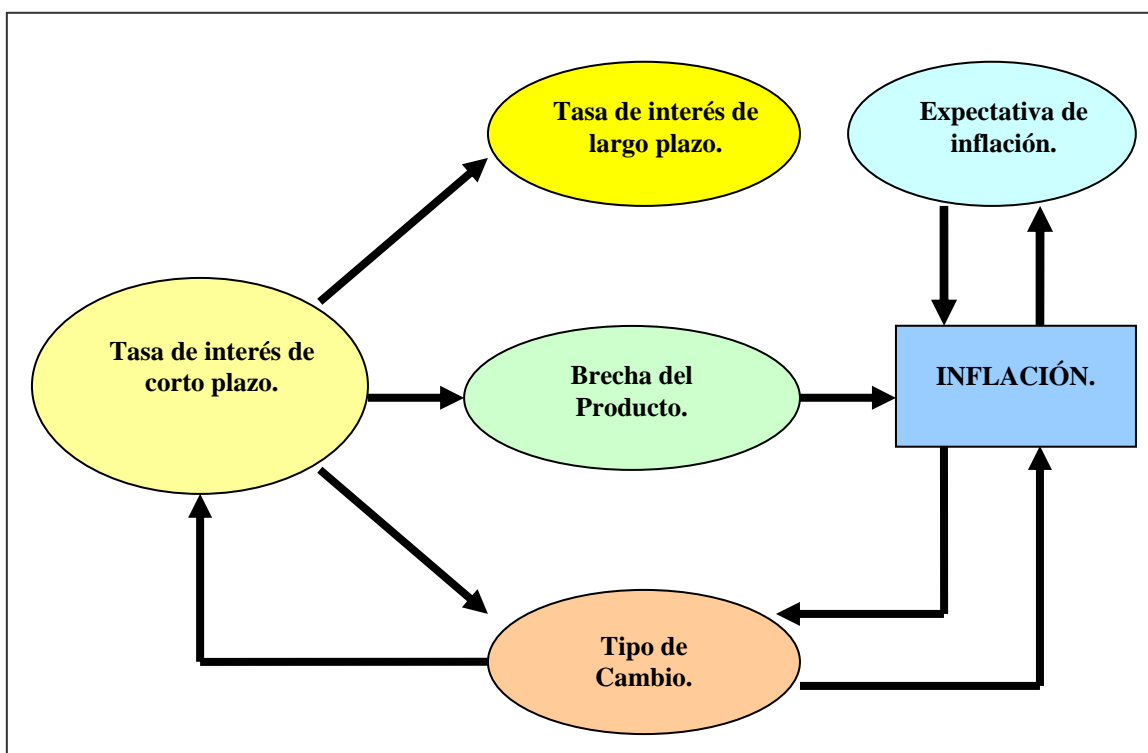 Tasa de interés de
largo plazo.
Expectativa de
inflación.
Tasa de interés de
corto plazo.
Brecha del
Producto.
INFLACIÓN.
Tipo de
Cambio.